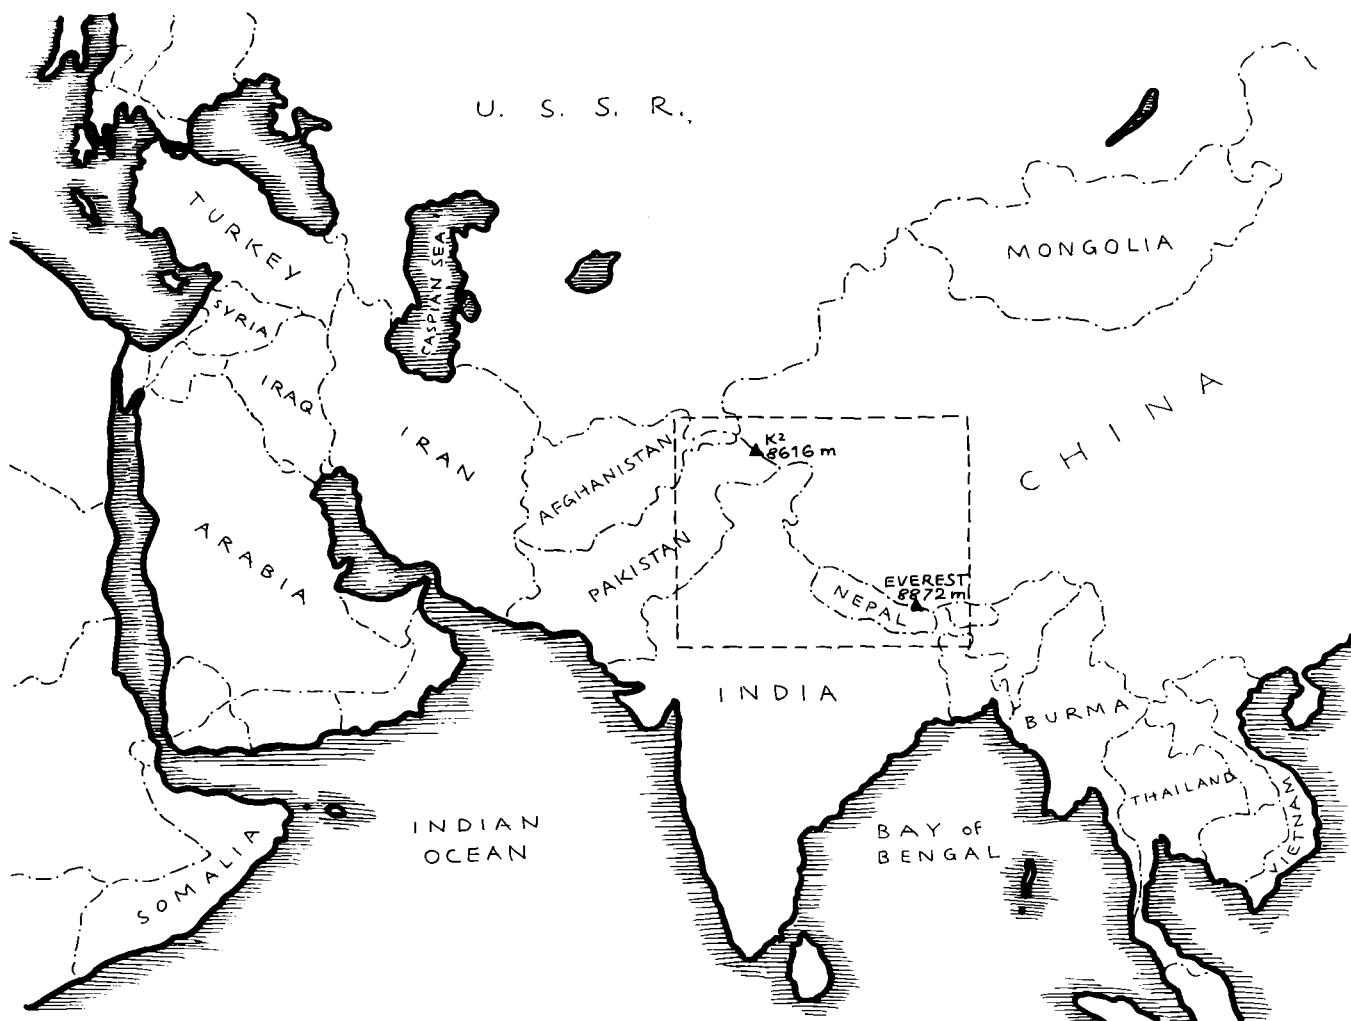 U. S. S. R.
TURKEY
MONGOLIA
CASPIAN SEA
SYRIA
IRAQ
IRAN
CHINA
K2
8616 m
AFGHANISTAN
ARABIA
PAKISTAN
EVEREST
8872 m
NEPAL
INDIA
BURMA
THAILAND
VIETNAM
INDIAN
OCEAN
BAY of
BENGAL
SOMALIA